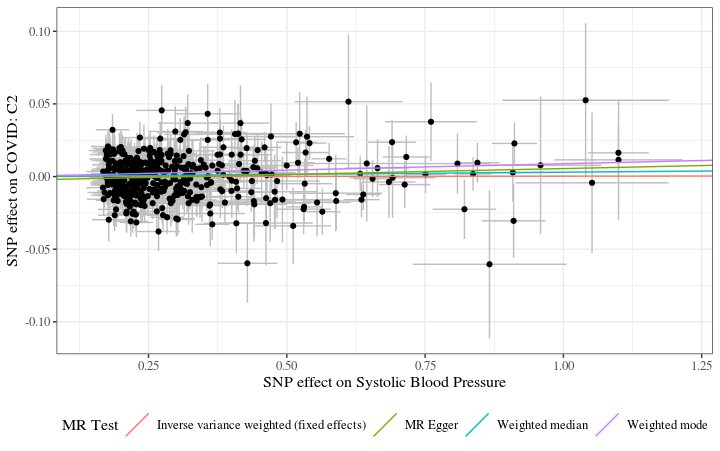 0.10
0.05
0.00
-0.05
-0.10
SNP effect on COVID: C2
0.25
0.50
0.75
1.00
1.25
SNP effect on Systolic Blood Pressure
MR Test
Inverse variance weighted (fixed effects)
MR Egger
Weighted median
Weighted mode